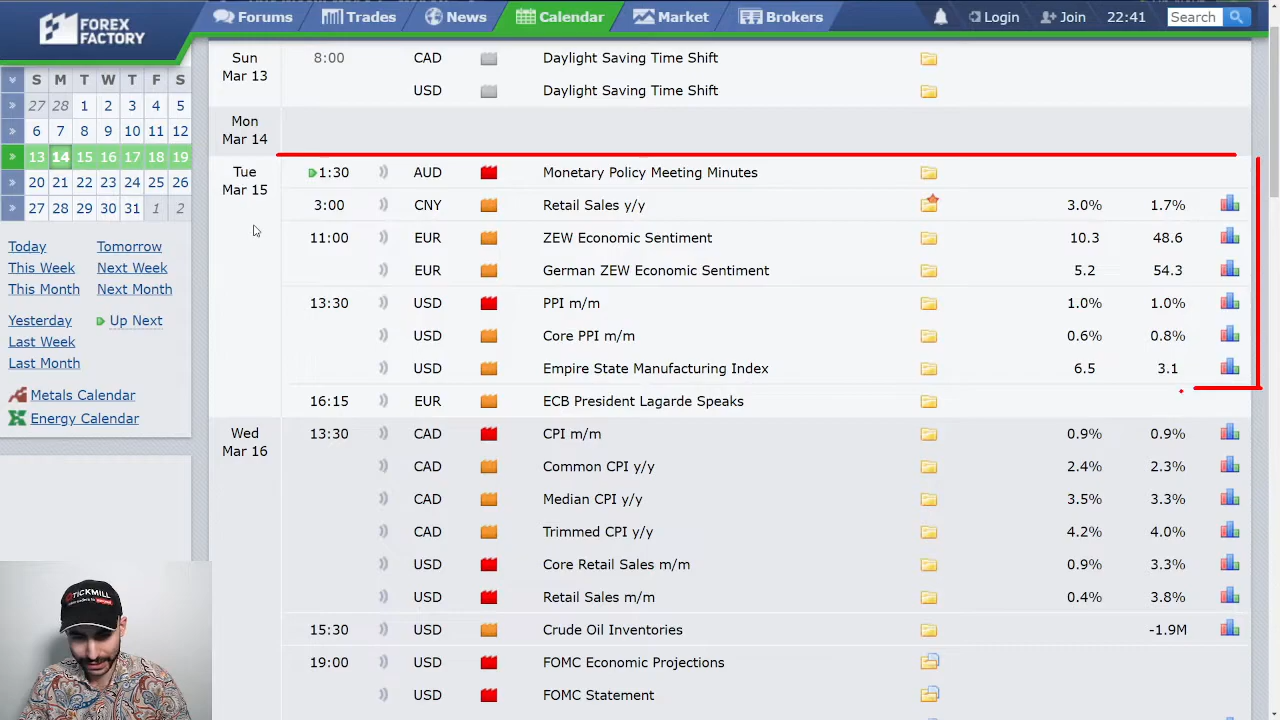 FOREX FACTORY
Forums Trades News Calendar Market Brokers Login Join 22:41 Search
S M T W T F S
27 28 1 2 3 4 5
6 7 8 9 10 11 12
13 14 15 16 17 18 19
20 21 22 23 24 25 26
27 28 29 30 31 1 2
Today Tomorrow
This Week Next Week
This Month Next Month
Yesterday Up Next
Last Week
Last Month
Metals Calendar
Energy Calendar
Sun Mar 13 8:00 CAD Daylight Saving Time Shift
USD Daylight Saving Time Shift
Mon Mar 14
Tue Mar 15 1:30 AUD Monetary Policy Meeting Minutes
3:00 CNY Retail Sales y/y 3.0% 1.7%
11:00 EUR ZEW Economic Sentiment 10.3 48.6
EUR German ZEW Economic Sentiment 5.2 54.3
13:30 USD PPI m/m 1.0% 1.0%
USD Core PPI m/m 0.6% 0.8%
USD Empire State Manufacturing Index 6.5 3.1
16:15 EUR ECB President Lagarde Speaks
Wed Mar 16 13:30 CAD CPI m/m 0.9% 0.9%
CAD Common CPI y/y 2.4% 2.3%
CAD Median CPI y/y 3.5% 3.3%
CAD Trimmed CPI y/y 4.2% 4.0%
USD Core Retail Sales m/m 0.9% 3.3%
USD Retail Sales m/m 0.4% 3.8%
15:30 USD Crude Oil Inventories -1.9M
19:00 USD FOMC Economic Projections
USD FOMC Statement
TICKMILL